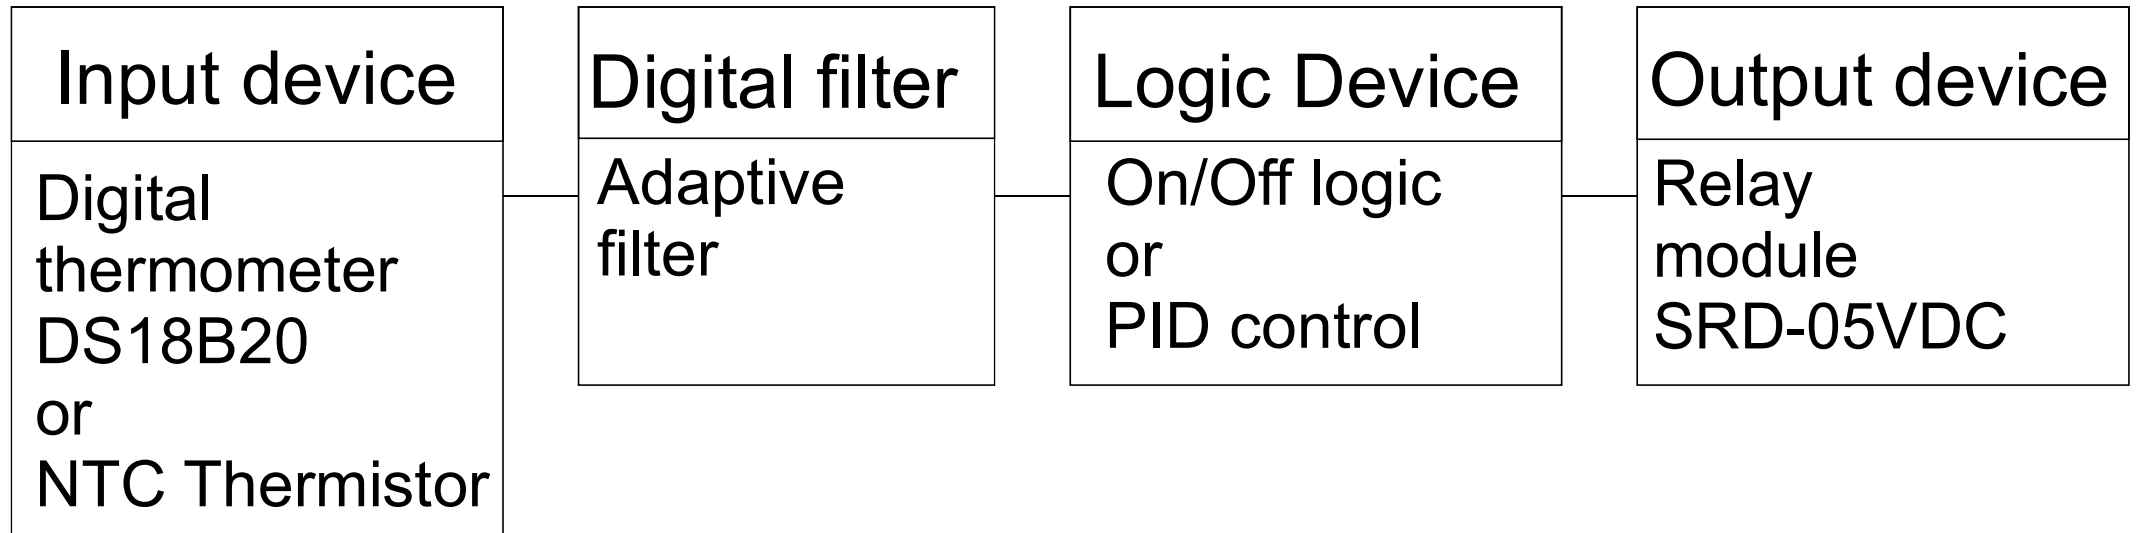 Input device
Digital
thermometer
DS18B20
or
NTC Thermistor
Digital filter
Adaptive
filter
Logic Device
On/Off logic
or
PID control
Output device
Relay
module
SRD-05VDC